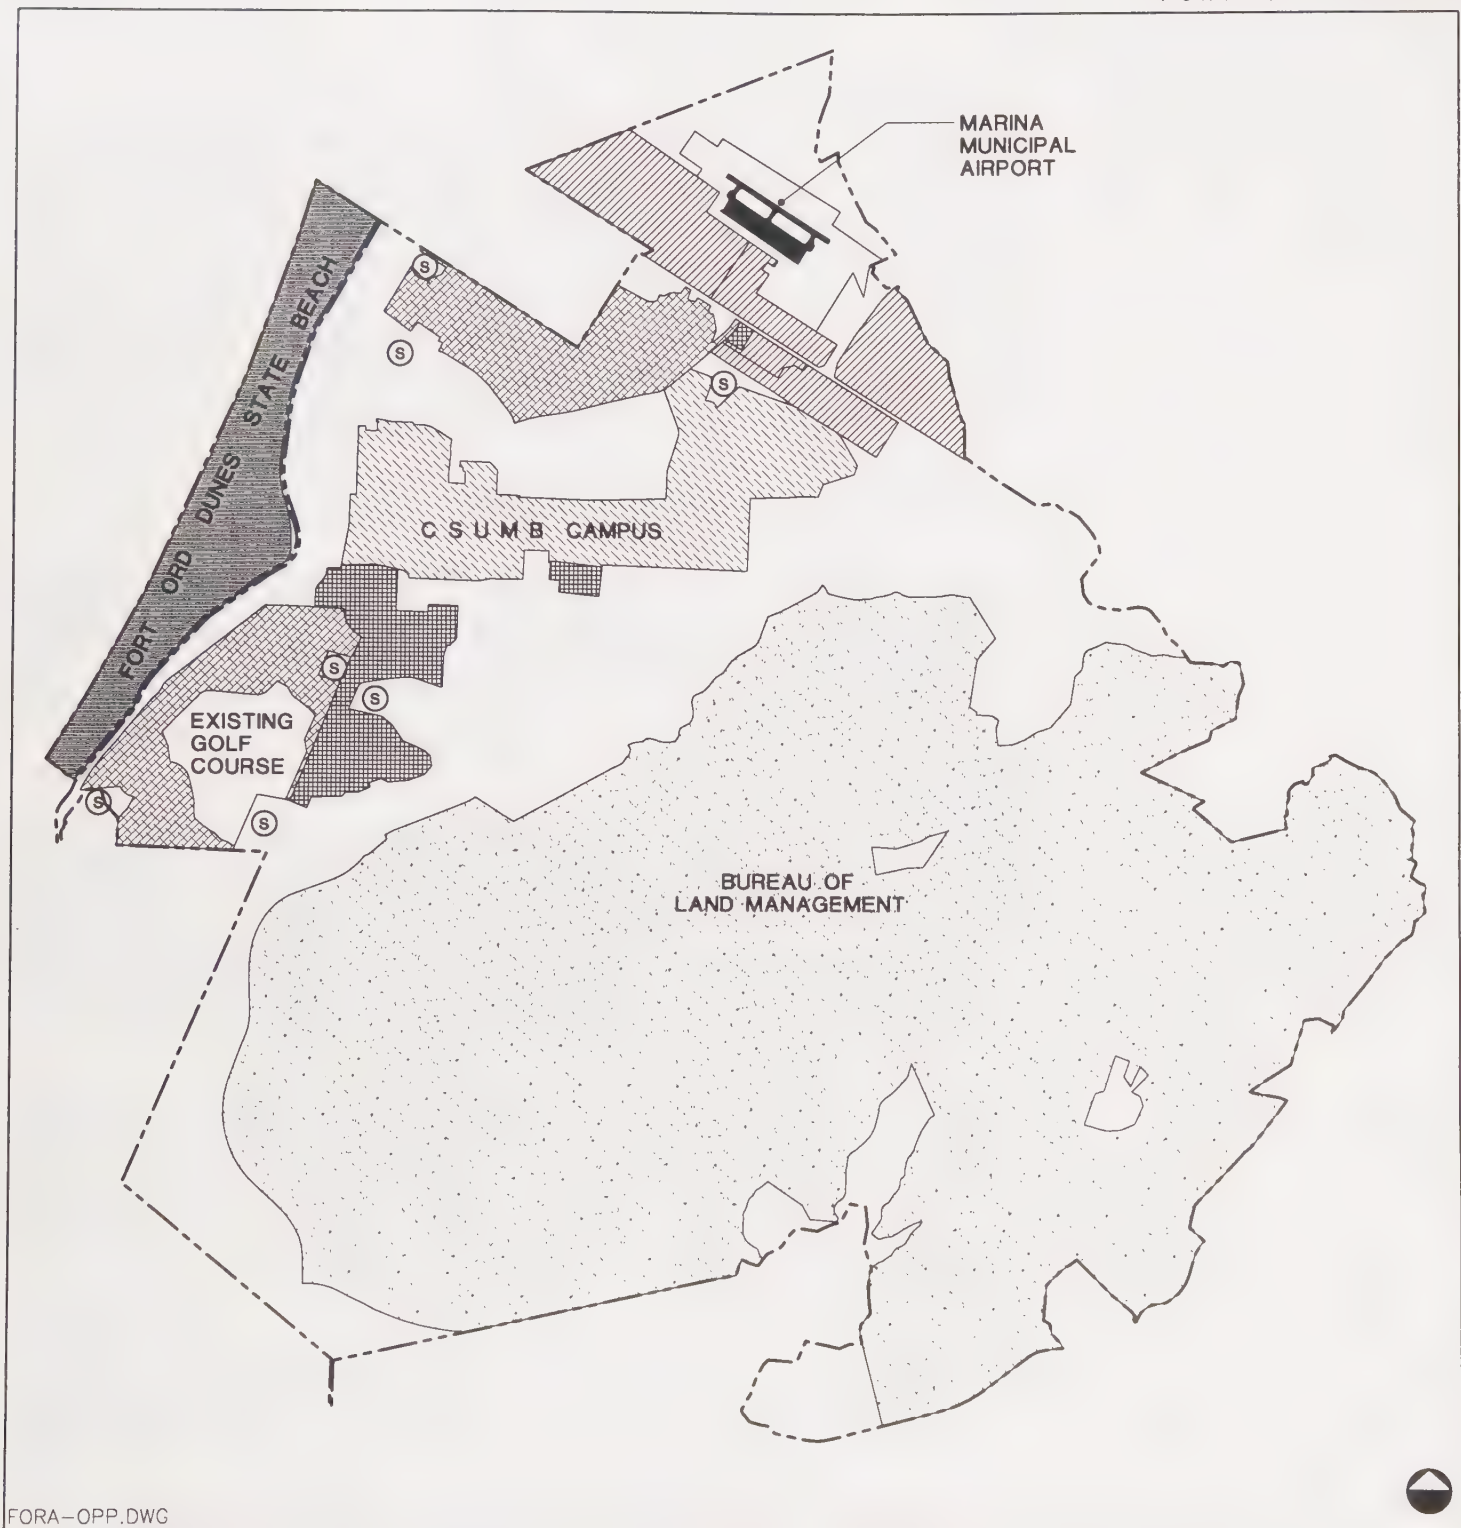 MARINA
MUNICIPAL
AIRPORT
S
S
S
FORT ORD DUNES STATE BEACH
C S U M B CAMPUS
S
S
EXISTING
GOLF
COURSE
S
S
BUREAU OF
LAND MANAGEMENT
FORA-OPP.DWG